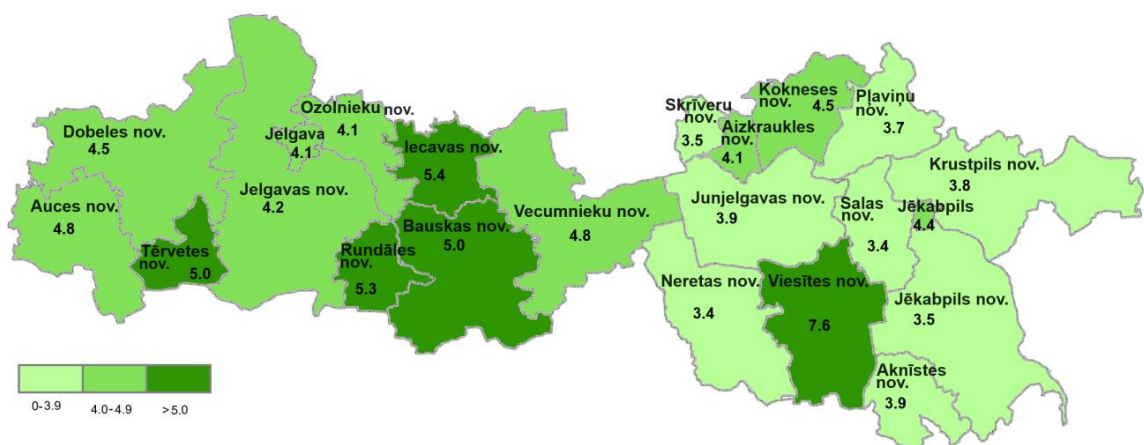 Dobeles nov.
4.5
Auces nov.
4.8
Tērvetes
nov.
5.0
Jelgava
4.1
Jelgavas nov.
4.2
Ozolnieku nov.
4.1
Iecavas nov.
5.4
Rundāles
nov.
5.3
Bauskas nov.
5.0
Vecumnieku nov.
4.8
Skrīveru
nov.
3.5
Aizkraukles
nov.
4.1
Kokneses
nov.
4.5
Pļaviņu
nov.
3.7
Junjelgavas nov.
3.9
Salas
nov.
3.4
Krustpils nov.
3.8
Jēkabpils
4.4
Neretas nov.
3.4
Viesītes nov.
7.6
Jēkabpils nov.
3.5
Aknīstes
nov.
3.9
0-3.9
4.0-4.9
>5.0